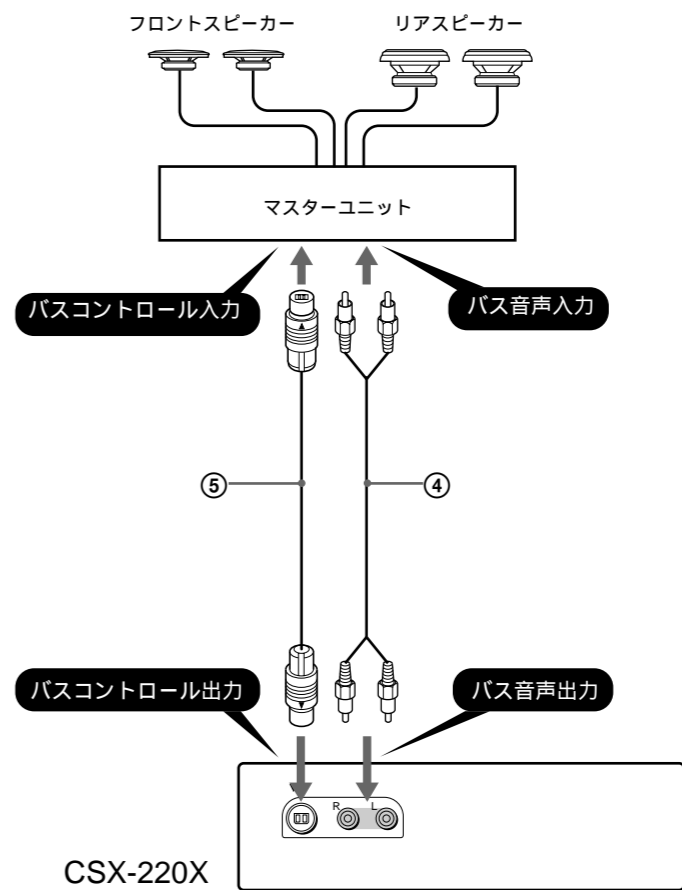 フロントスピーカー
リアスピーカー
マスターユニット
バスコントロール入力
バス音声入力
⑤
④
バスコントロール出力
バス音声出力
R
L
CSX-220X